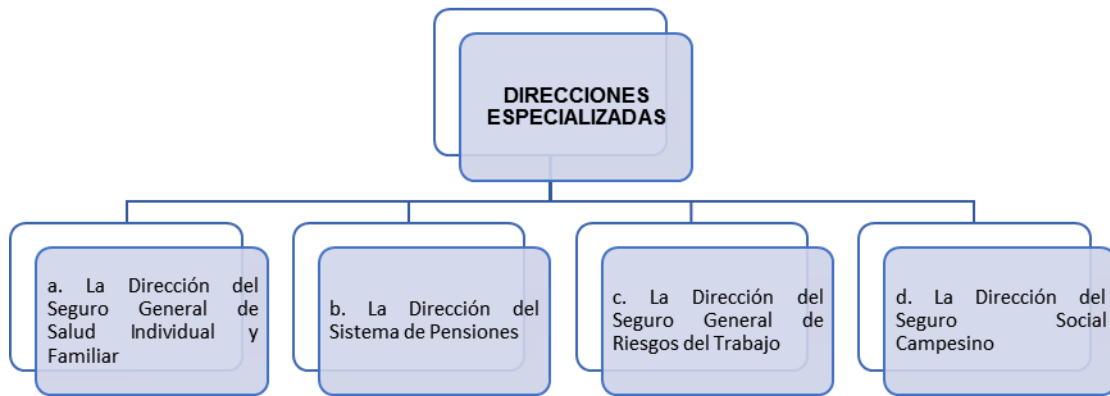 DIRECCIONES
ESPECIALIZADAS
a. La Dirección del
Seguro General de
Salud Individual y
Familiar
b. La Dirección del
Sistema de Pensiones
c. La Dirección del
Seguro General de
Riesgos del Trabajo
d. La Dirección del
Seguro Social
Campesino